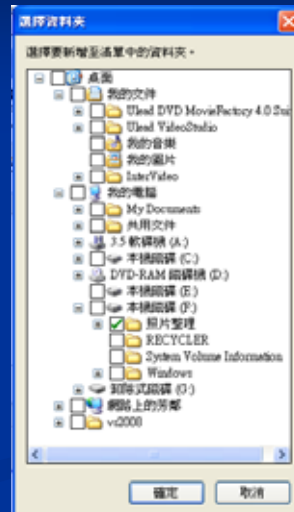 選擇資料夾
選擇要新增至清單中的資料夾。
桌面
我的文件
Ulead DVD MovieFactory 4.0 Sui
Ulead VideoStudio
我的音樂
我的圖片
InterVideo
我的電腦
My Documents
共用文件
3.5 軟碟機 (A:)
本機磁碟 (C:)
DVD-RAM 磁碟機 (D:)
本機磁碟 (E:)
本機磁碟 (F:)
照片整理
RECYCLER
System Volume Information
Windows
卸除式磁碟 (G:)
網路上的芳鄰
vs2000
確定
取消